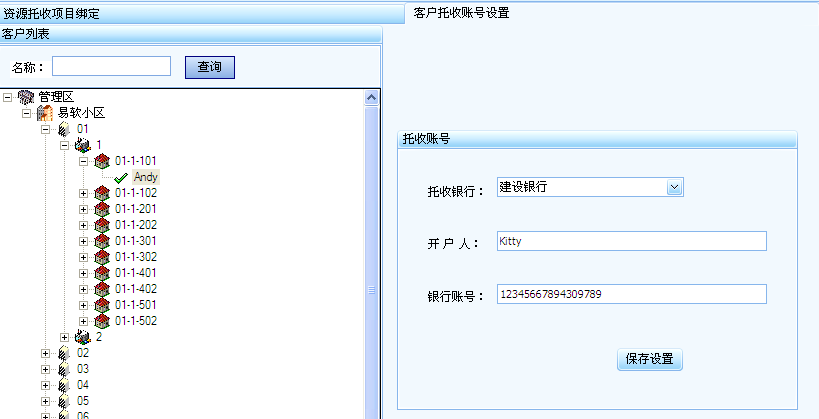 资源托收项目绑定
客户托收账号设置
客户列表
名称：
查询
管理区
易软小区
01
1
01-1-101
Andy
01-1-102
01-1-201
01-1-202
01-1-301
01-1-302
01-1-401
01-1-402
01-1-501
01-1-502
2
02
03
04
05
06
托收账号
托收银行：
建设银行
开 户 人：
Kitty
银行账号：
12345667894309789
保存设置